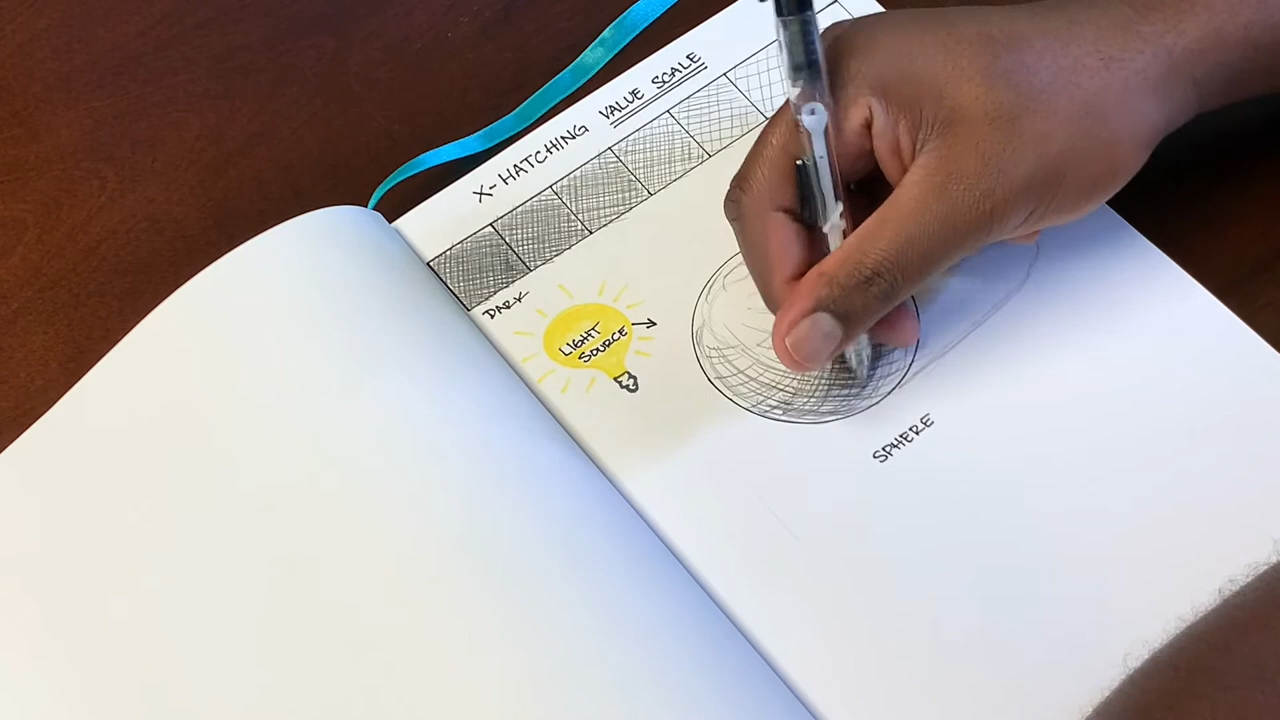 X-HATCHING VALUE SCALE
DARK
LIGHT
SOURCE
SPHERE